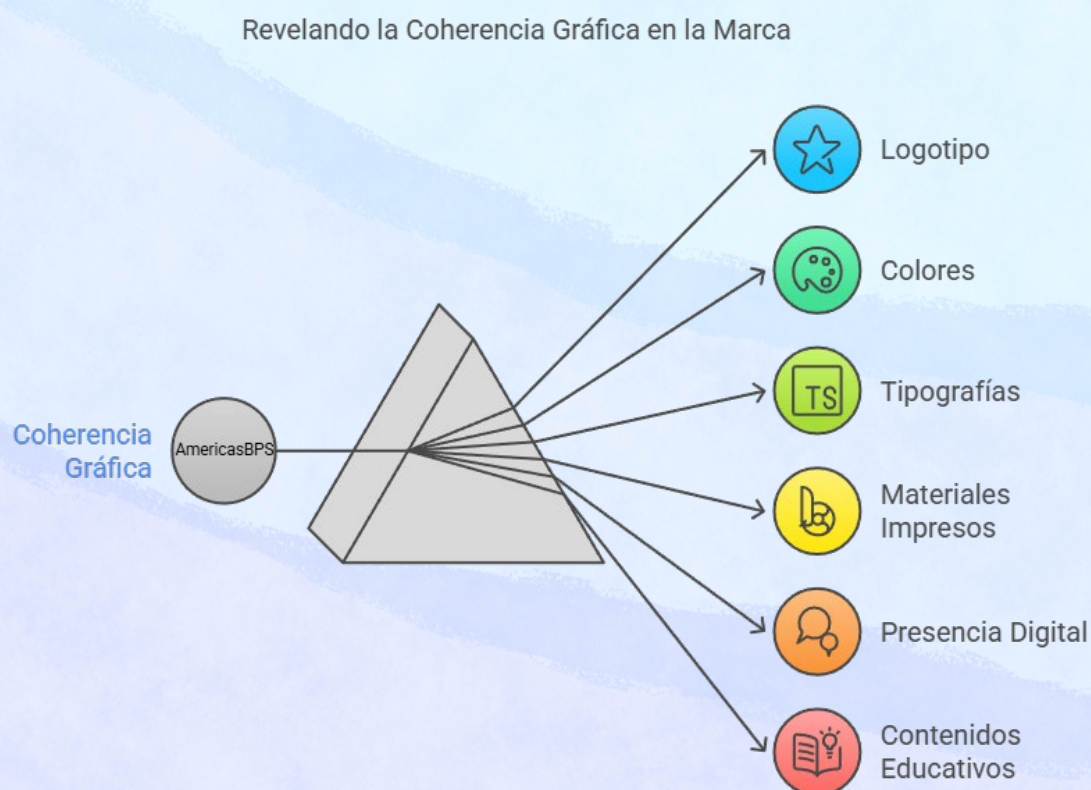 Revelando la Coherencia Gráfica en la Marca
Logotipo
Colores
TS
Tipografías
Coherencia
Gráfica
AmericasBPS
Materiales
Impresos
Presencia Digital
Contenidos
Educativos